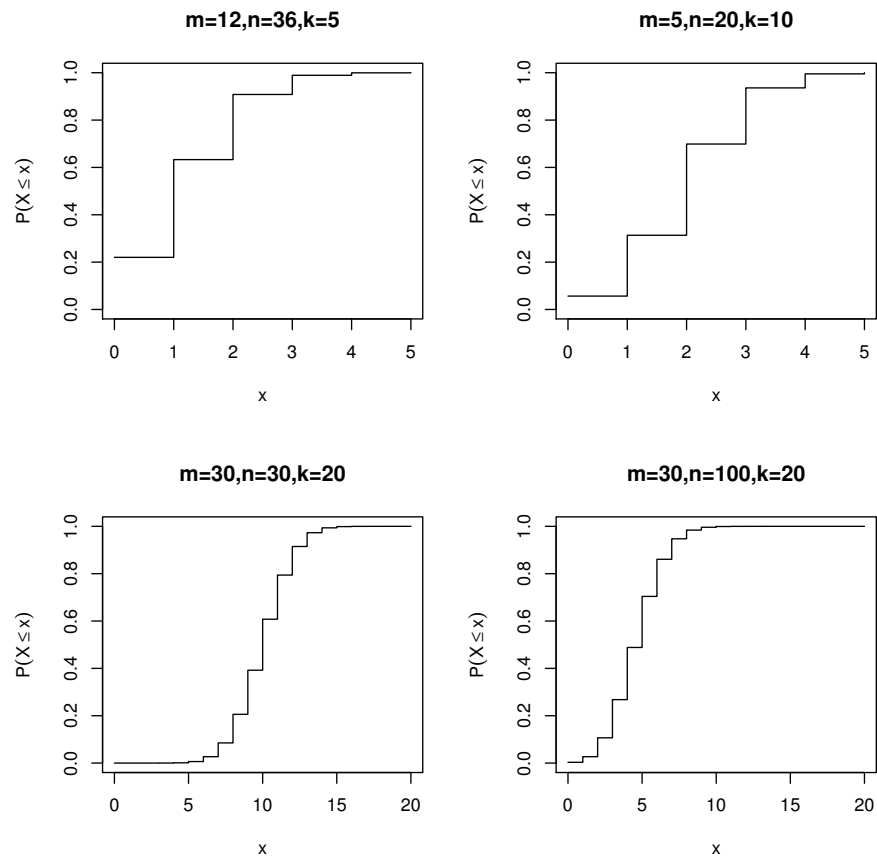 m=12,n=36,k=5
P(X ≤ x)
0.0 0.2 0.4 0.6 0.8 1.0
0 1 2 3 4 5
x
m=5,n=20,k=10
P(X ≤ x)
0.0 0.2 0.4 0.6 0.8 1.0
0 1 2 3 4 5
x
m=30,n=30,k=20
P(X ≤ x)
0.0 0.2 0.4 0.6 0.8 1.0
0 5 10 15 20
x
m=30,n=100,k=20
P(X ≤ x)
0.0 0.2 0.4 0.6 0.8 1.0
0 5 10 15 20
x